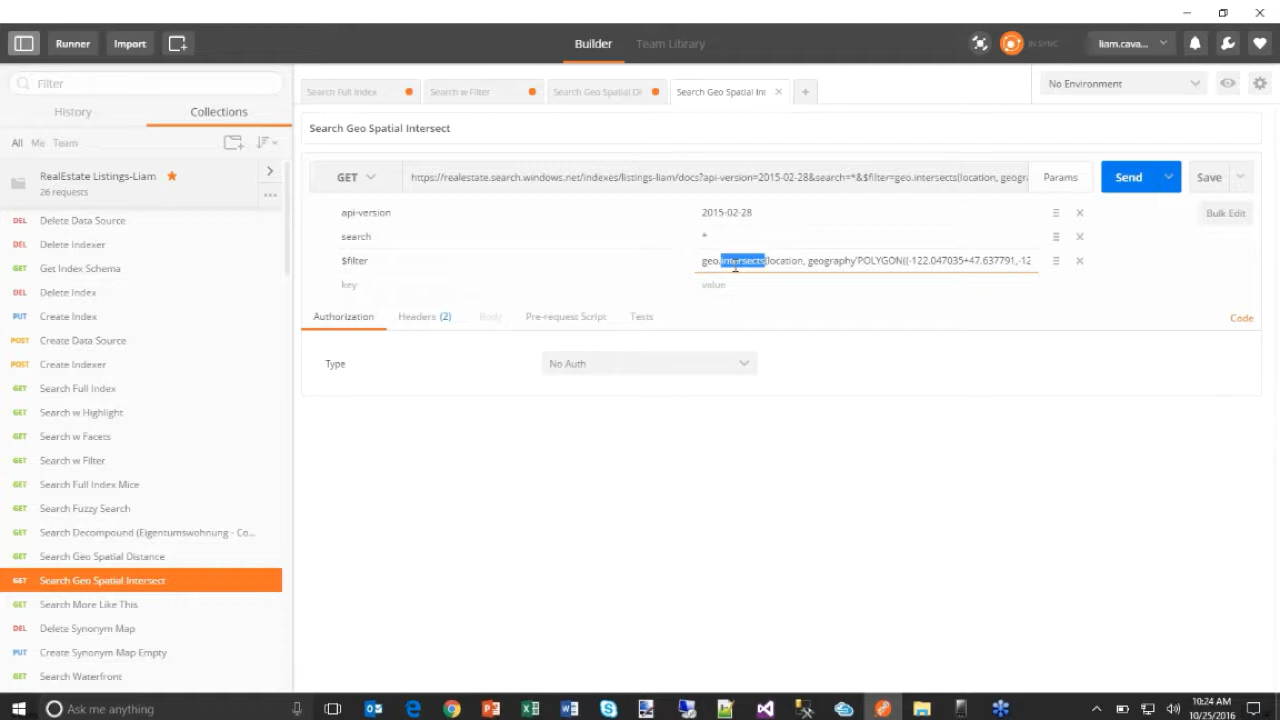 Runner
Import
Builder
Team Library
IN SYNC
liam.cava...
Filter
Search Full Index
Search w Filter
Search Geo Spatial Di
Search Geo Spatial Int
No Environment
History
Collections
Search Geo Spatial Intersect
All Me Team
RealEstate Listings-Liam
26 requests
GET
https://realestate.search.windows.net/indexes/listings-liam/docs?api-version=2015-02-28&search=*&$filter=geo.intersects(location, geogra
Params
Send
Save
api-version
2015-02-28
Bulk Edit
search
*
$filter
geo.intersects(location, geography'POLYGON((-122.047035+47.637791,-12
key
value
Authorization
Headers (2)
Body
Pre-request Script
Tests
Code
Type
No Auth
DEL Delete Data Source
DEL Delete Indexer
GET Get Index Schema
DEL Delete Index
PUT Create Index
POST Create Data Source
POST Create Indexer
GET Search Full Index
GET Search w Highlight
GET Search w Facets
GET Search w Filter
GET Search Full Index Mice
GET Search Fuzzy Search
GET Search Decompound (Eigentumswohnung - Co...
GET Search Geo Spatial Distance
GET Search Geo Spatial Intersect
GET Search More Like This
DEL Delete Synonym Map
PUT Create Synonym Map Empty
GET Search Waterfront
Ask me anything
10:24 AM
10/25/2016